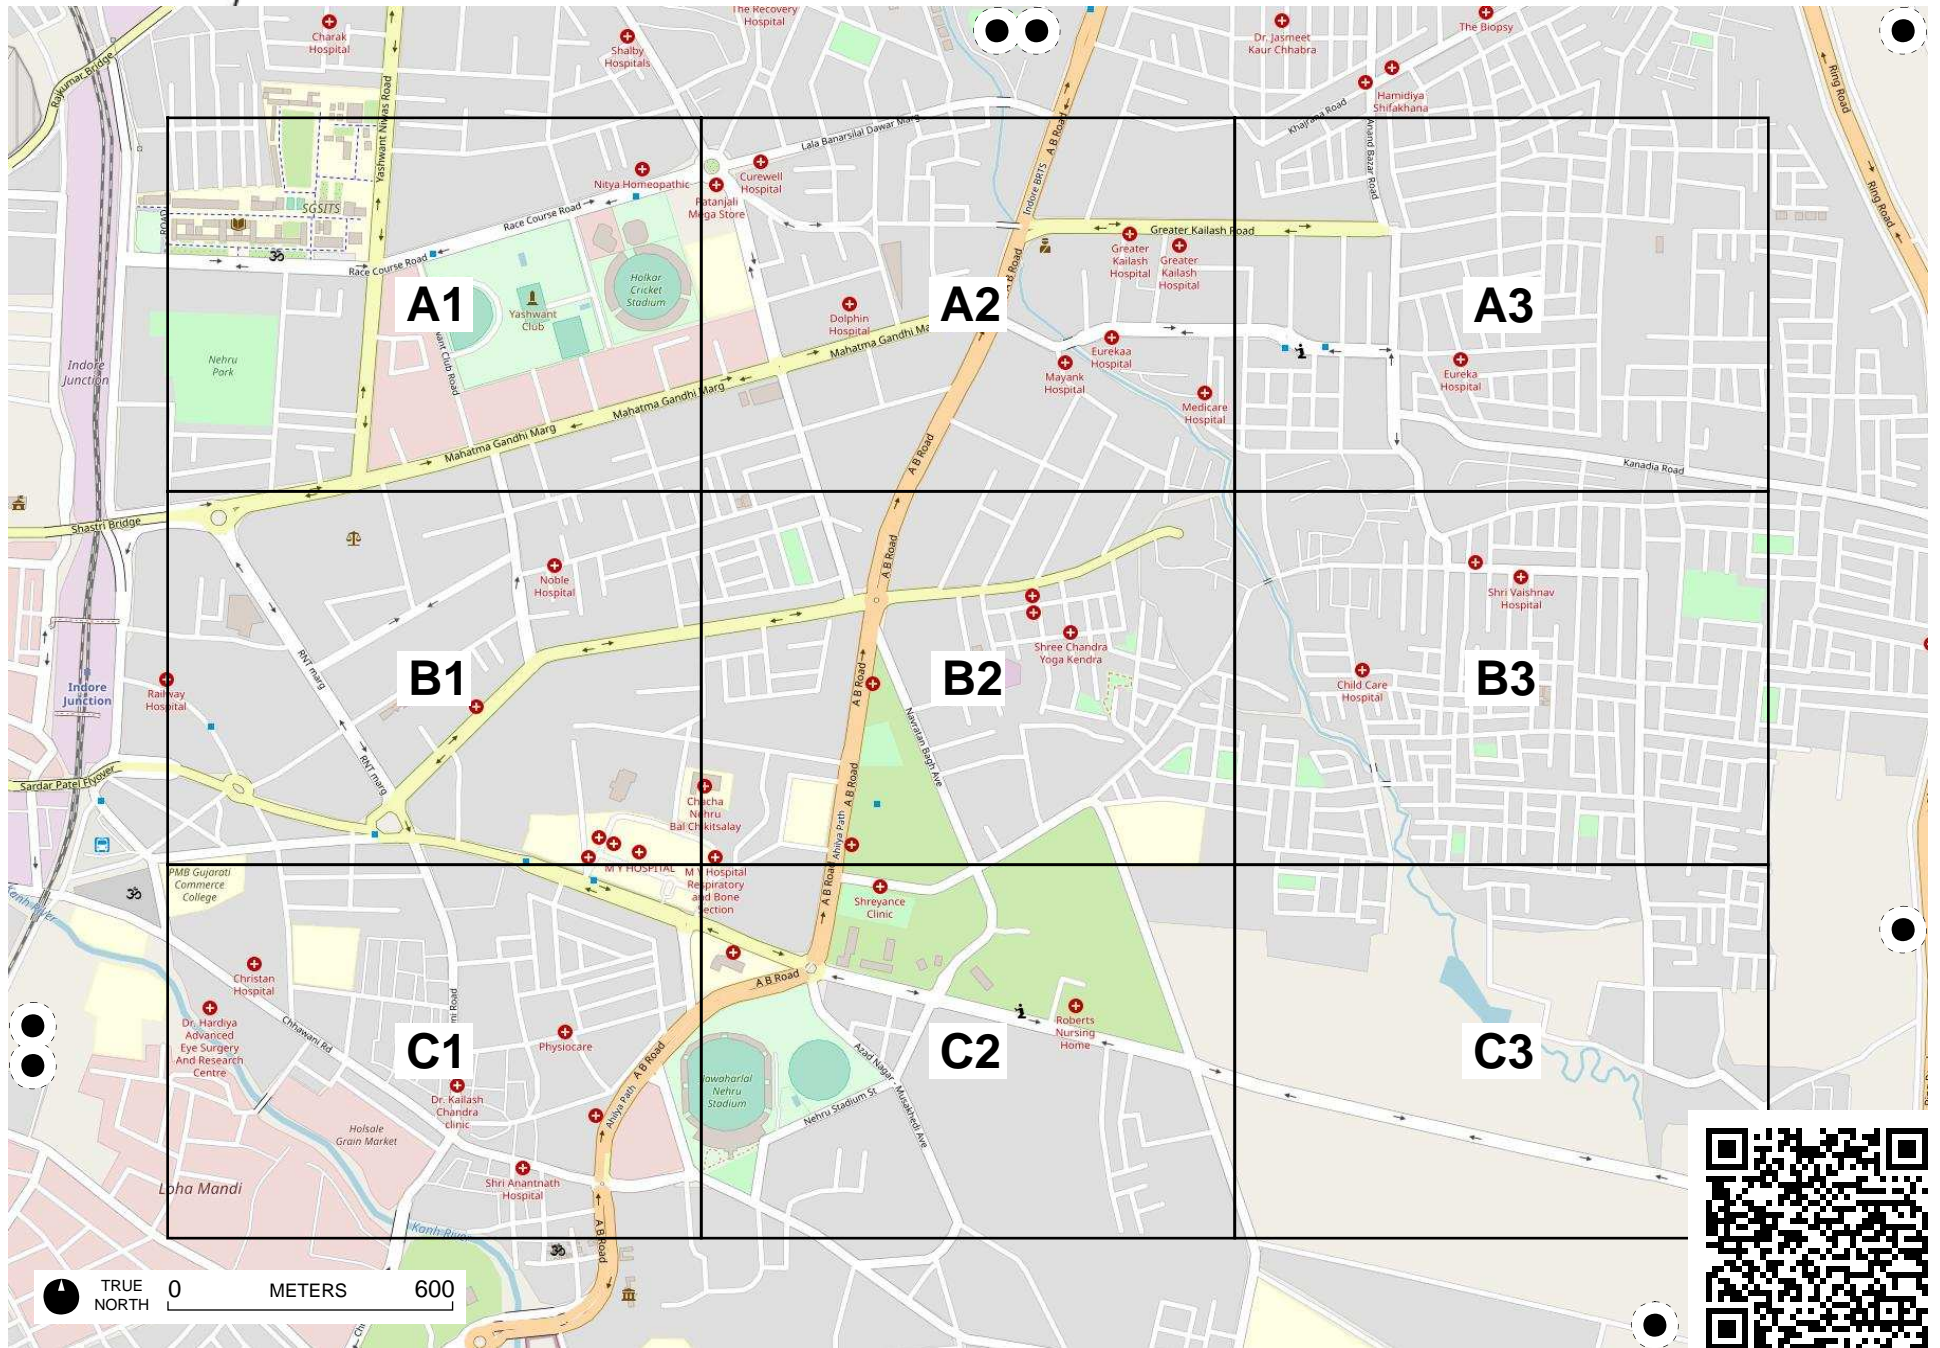 The Recovery
Hospital
Charak
Hospital
Shalby
Hospitals
Dr. Jasmeet
Kaur Chhabra
The Biopsy
Hamidiya
Shifakhana
Khajrana Road
Anand Bazar Road
Ring Road
Ring Road
Rajkumar Bridge
Yashwant Niwas Road
Lala Banarsilal Dawar Marg
A B Road
Indore BRTS
SGSITS
Nitya Homeopathic
Curewell
Hospital
Patanjali
Mega Store
Race Course Road
Race Course Road
Greater Kailash Road
Greater
Kailash
Hospital
Greater
Kailash
Hospital
Holkar
Cricket
Stadium
Yashwant
Club
A1
A2
A3
Dolphin
Hospital
Mahatma Gandhi Ma
Eurekaa
Hospital
Mayank
Hospital
Medicare
Hospital
Eureka
Hospital
Nehru
Park
Indore
Junction
Mahatma Gandhi Marg
Mahatma Gandhi Marg
A B Road
Kanadia Road
Shastri Bridge
A B Road
Noble
Hospital
Shri Vaishnav
Hospital
Shree Chandra
Yoga Kendra
RNT marg
B1
B2
B3
A B Road
Child Care
Hospital
Railway
Hospital
Indore
Junction
Navratan Bagh Ave
RNT marg
Sardar Patel Flyover
A B Road
Ahilya Path
Chacha
Nehru
Bal Chikitsalay
M Y HOSPITAL
M Y Hospital
Respiratory
and Bone
Section
PMB Gujarati
Commerce
College
A B Road
Shreyance
Clinic
Christan
Hospital
A B Road
Dr. Hardiya
Advanced
Eye Surgery
And Research
Centre
Chhawani Rd
Physiocare
Roberts
Nursing
Home
C1
C2
C3
A B Road
Ahilya Path
Azad Nagar - Musakhedi Ave
Nehru Stadium St
Jawaharlal
Nehru
Stadium
Dr. Kailash
Chandra
clinic
Holsale
Grain Market
Shri Anantnath
Hospital
Loha Mandi
Kanh River
A B Road
TRUE
NORTH
0 METERS 600